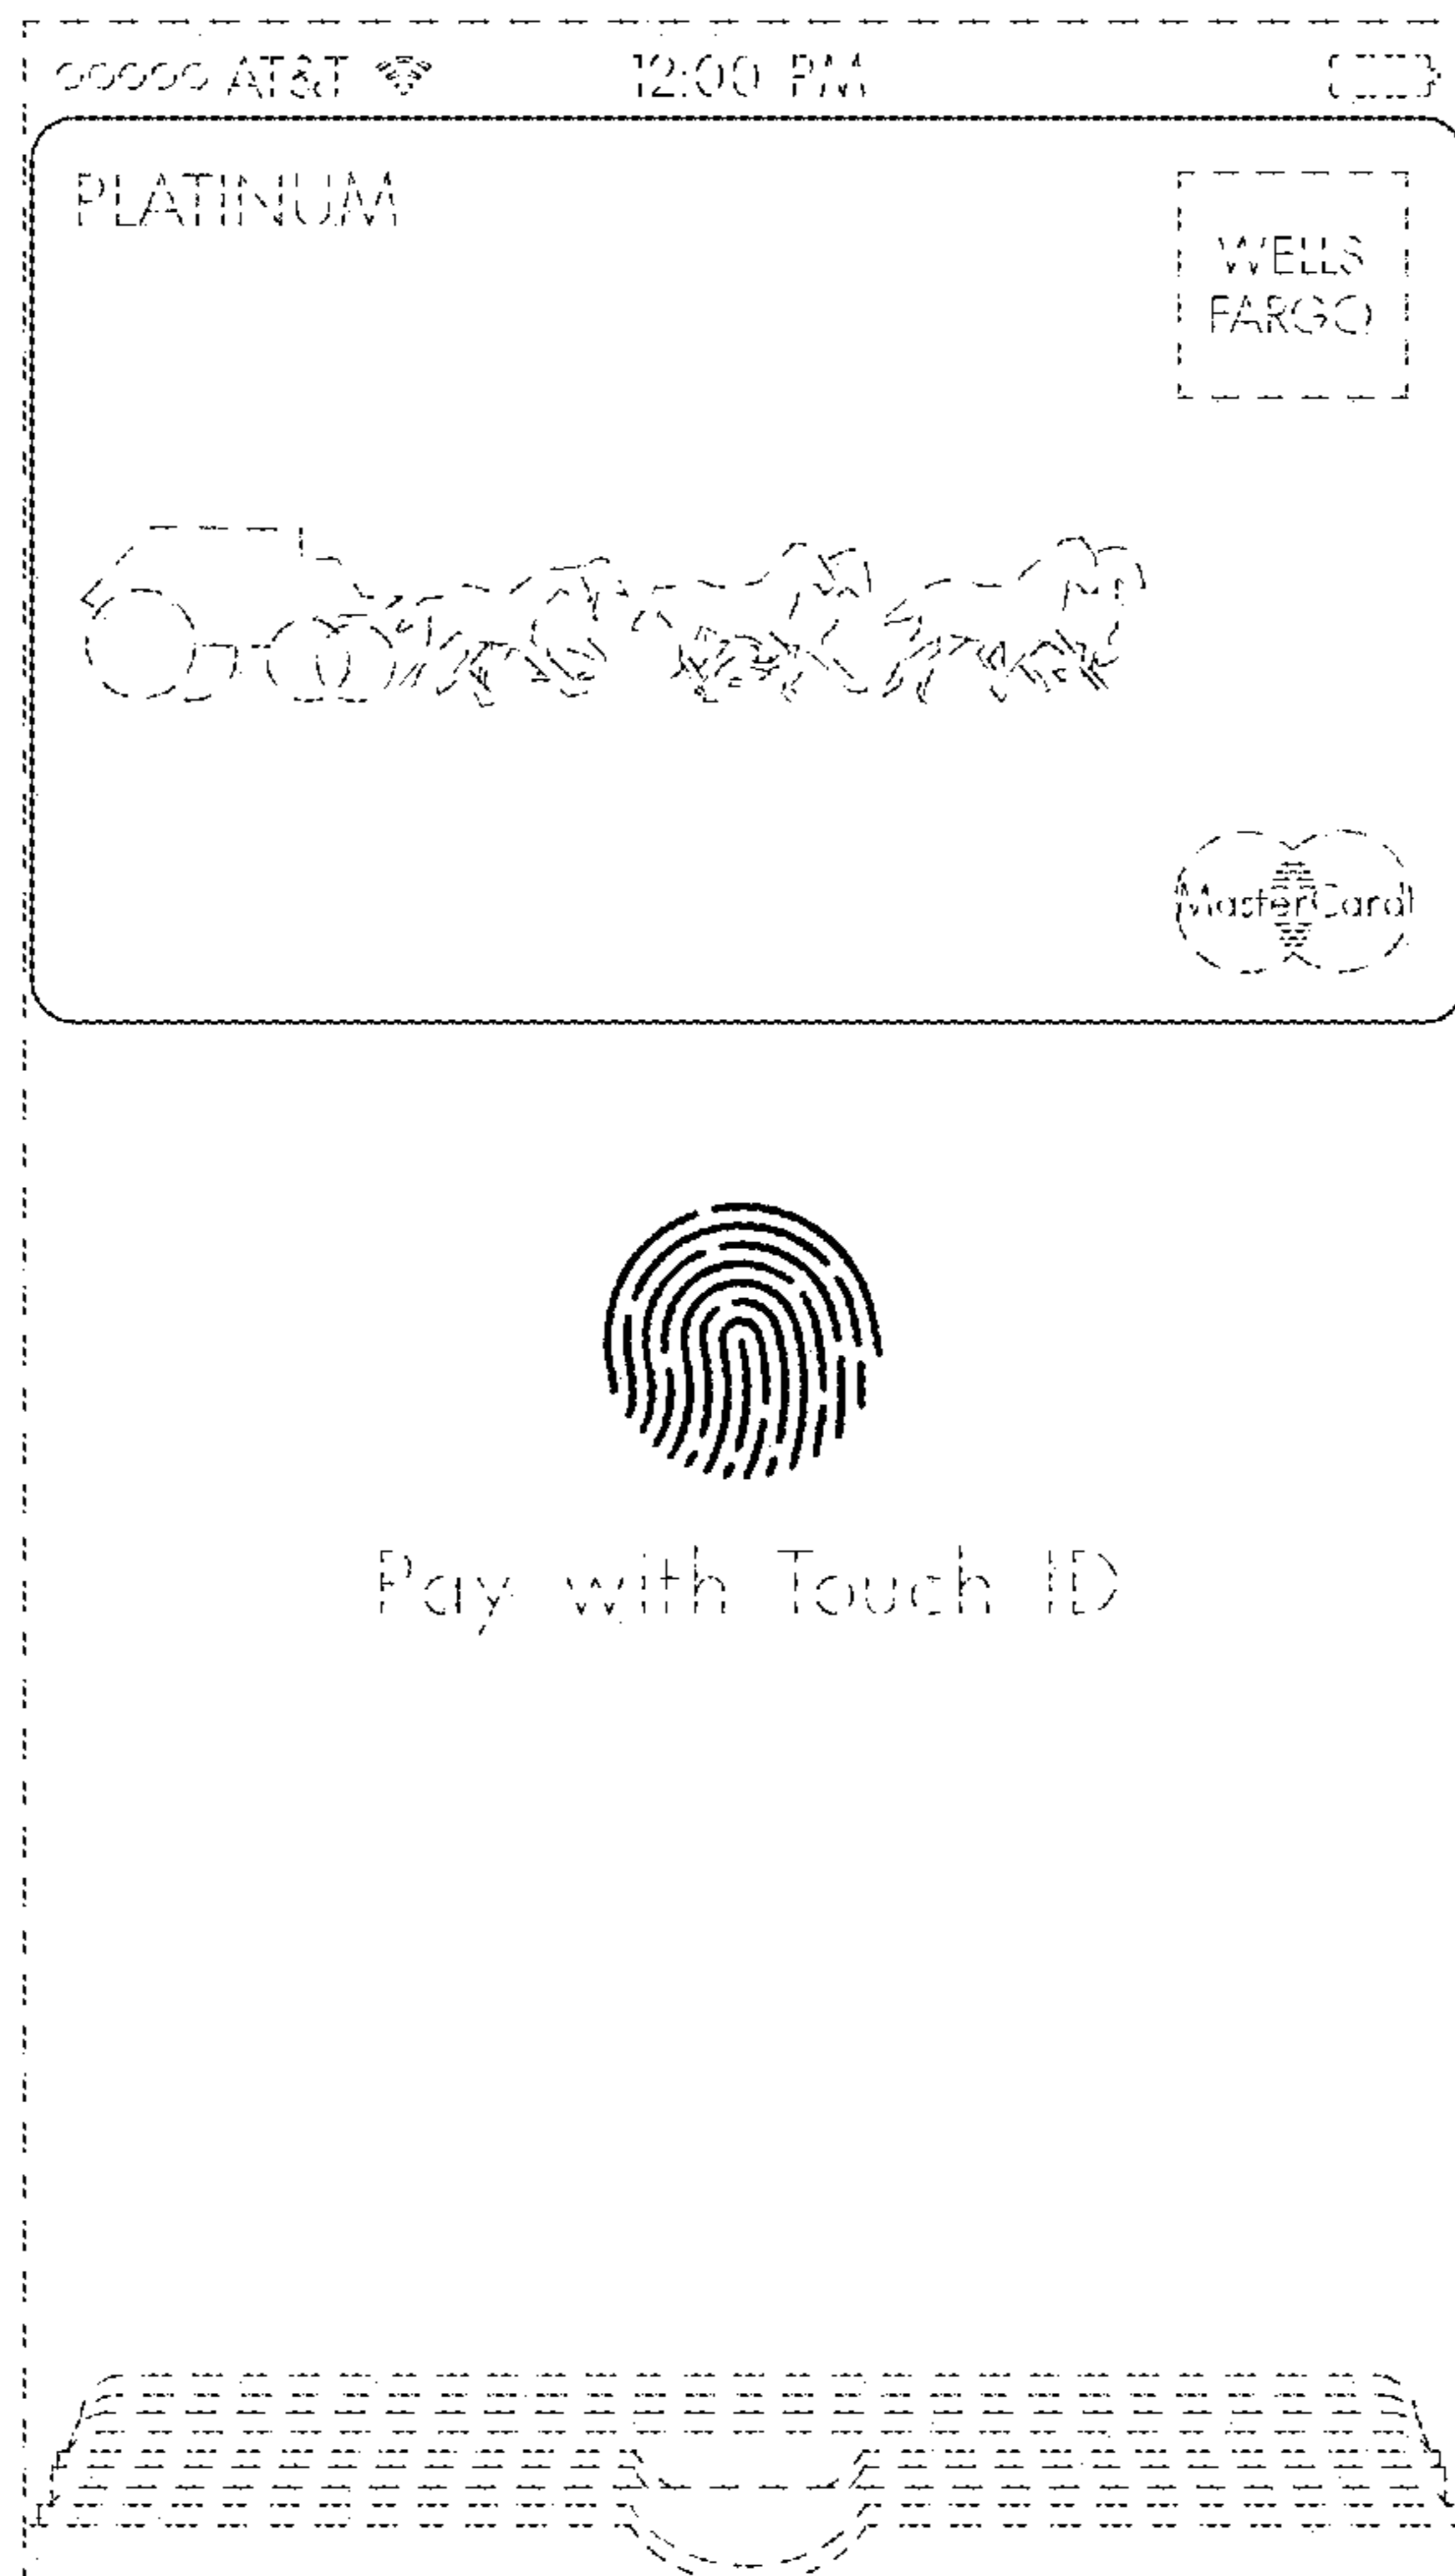 AT&T 12:00 PM
PLATINUM
WELLS
FARGO
MasterCard
Pay with Touch ID